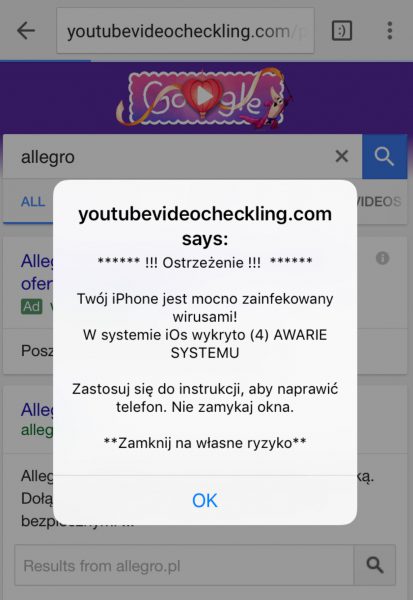 youtubevideocheckling.com/p
:)
Google
allegro
ALL
VIDEOS
youtubevideocheckling.com
says:
****** !!! Ostrzeżenie !!! ******
Twój iPhone jest mocno zainfekowany
wirusami!
W systemie iOs wykryto (4) AWARIE
SYSTEMU
Zastosuj się do instrukcji, aby naprawić
telefon. Nie zamykaj okna.
**Zamknij na własne ryzyko**
OK
Alleg
ofer
Ad
Posz
Alleg
alleg
Alleg ką.
Dołą
bezpiecznymi ...
Results from allegro.pl